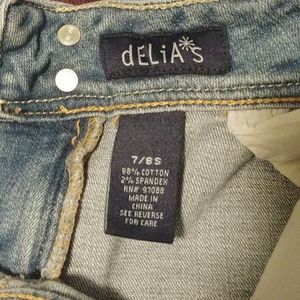 dELiA*S
7/8S
98% COTTON
2% SPANDEX
RN# 97088
MADE IN
CHINA
SEE REVERSE
FOR CARE